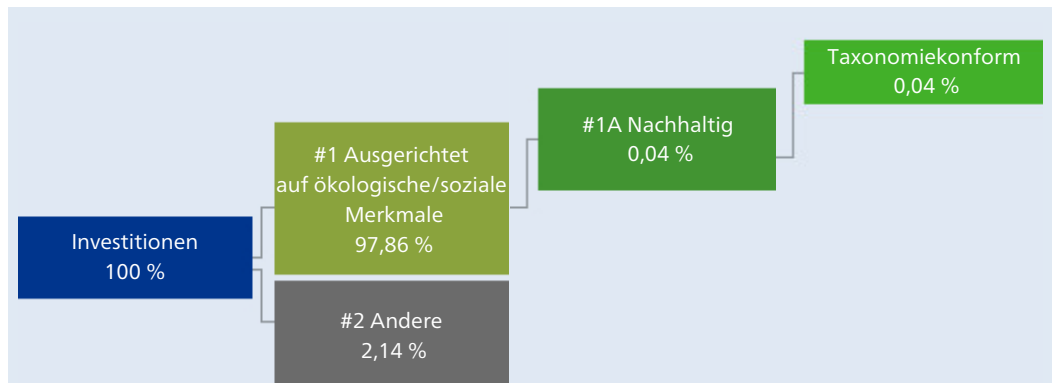 Investitionen
100 %
#1 Ausgerichtet
auf ökologische/soziale
Merkmale
97,86 %
#2 Andere
2,14 %
#1A Nachhaltig
0,04 %
Taxonomiekonform
0,04 %